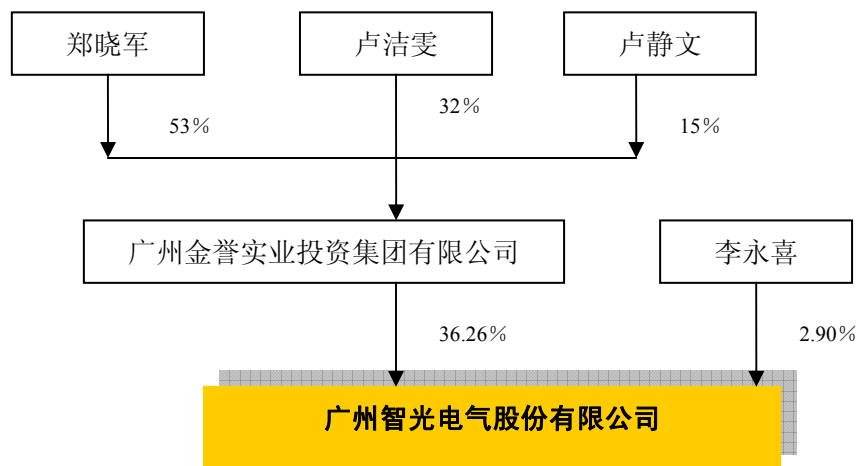 郑晓军
卢洁雯
卢静文
53％
32％
15％
广州金誉实业投资集团有限公司
李永喜
36.26％
2.90％
广州智光电气股份有限公司